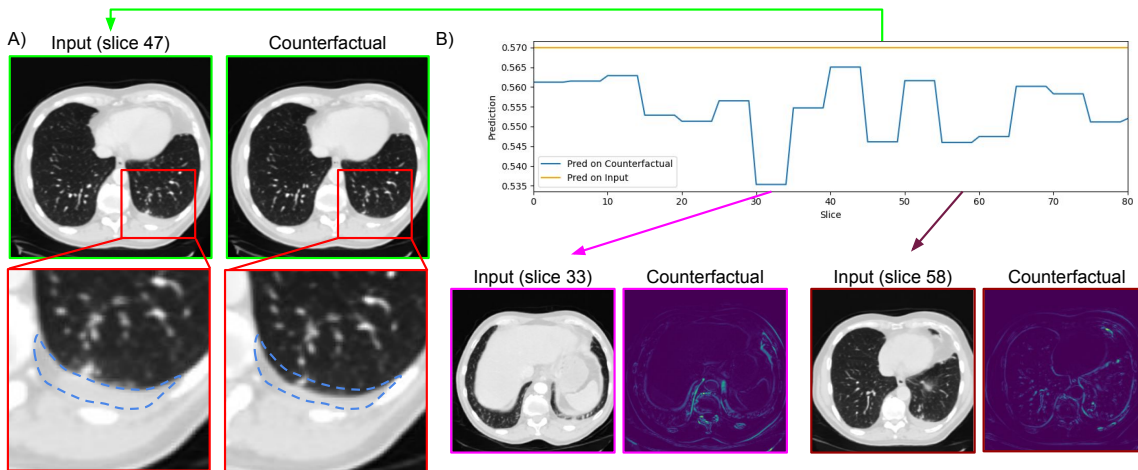 A)
Input (slice 47)
Counterfactual
B)
0.570
0.565
0.560
0.555
0.550
0.545
0.540
0.535
Prediction
Pred on Counterfactual
Pred on Input
0
10
20
30
40
50
60
70
80
Slice
Input (slice 33)
Counterfactual
Input (slice 58)
Counterfactual